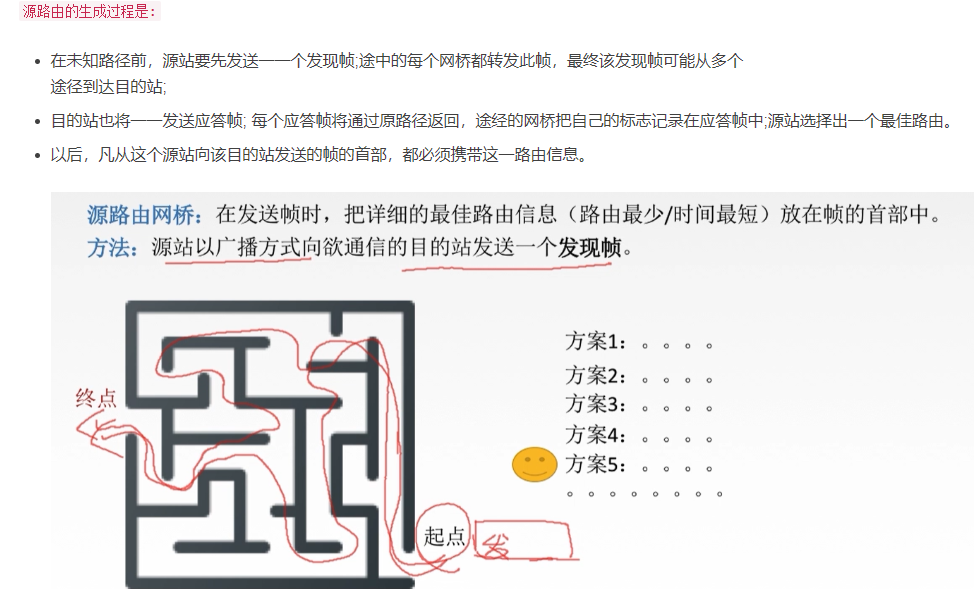 源路由的生成过程是：
在未知路径前，源站要先发送一一个发现帧;途中的每个网桥都转发此帧，最终该发现帧可能从多个
途径到达目的站;
目的站也将一一发送应答帧; 每个应答帧将通过原路径返回，途经的网桥把自己的标志记录在应答帧中;源站选择出一个最佳路由。
以后，凡从这个源站向该目的站发送的帧的首部，都必须携带这一路由信息。
源路由网桥：在发送帧时，把详细的最佳路由信息（路由最少/时间最短）放在帧的首部中。
方法：源站以广播方式向欲通信的目的站发送一个发现帧。
方案1：。。。。
方案2：。。。。
终点
方案3：。。。。
方案4：。。。。
方案5：。。。。
。。。。。。。。
起点
发